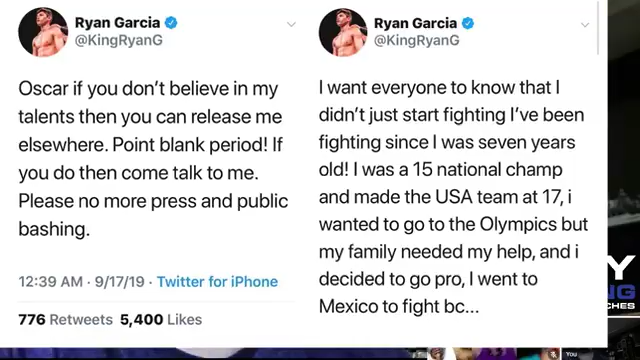 Ryan Garcia
@KingRyanG
Oscar if you don't believe in my
talents then you can release me
elsewhere. Point blank period! If
you do then come talk to me.
Please no more press and public
bashing.
12:39 AM · 9/17/19 · Twitter for iPhone
776 Retweets 5,400 Likes
Ryan Garcia
@KingRyanG
I want everyone to know that I
didn't just start fighting I've been
fighting since I was seven years
old! I was a 15 national champ
and made the USA team at 17, i
wanted to go to the Olympics but
my family needed my help, and i
decided to go pro, I went to
Mexico to fight bc...
Y
NG
CHES
You